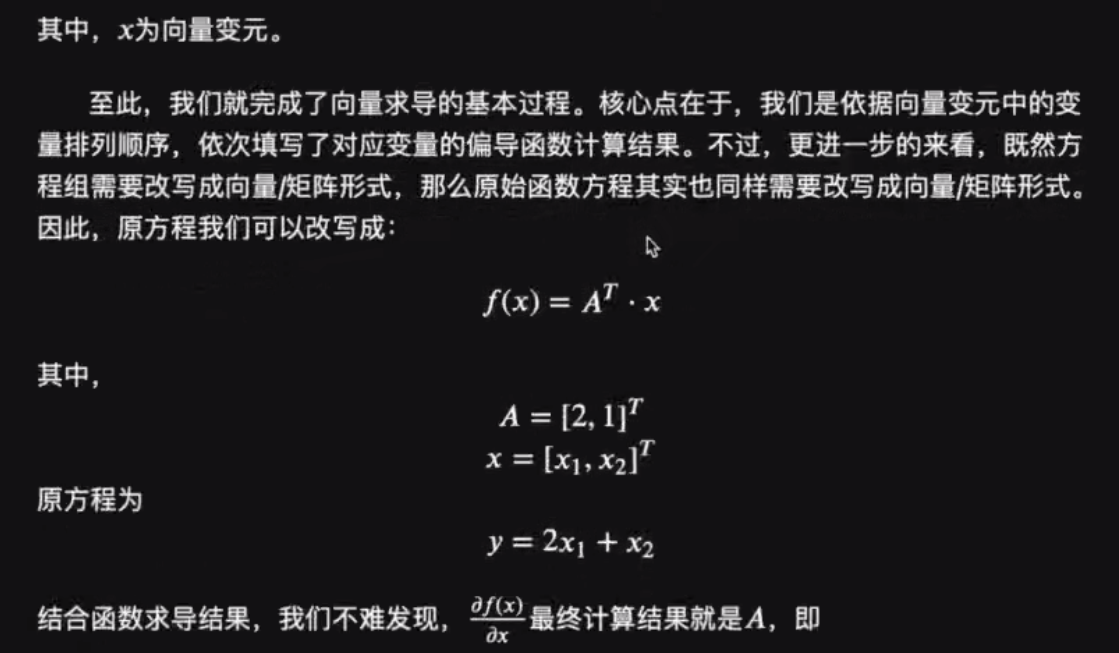 其中，x为向量变元。
至此，我们就完成了向量求导的基本过程。核心点在于，我们是依据向量变元中的变
量排列顺序，依次填写了对应变量的偏导函数计算结果。不过，更进一步的来看，既然方
程组需要改写成向量/矩阵形式，那么原始函数方程其实也同样需要改写成向量/矩阵形式。
因此，原方程我们可以改写成：
f(x) = A^T · x
其中，
A = [2, 1]^T
x = [x₁, x₂]^T
原方程为
y = 2x₁ + x₂
结合函数求导结果，我们不难发现，∂f(x)/∂x 最终计算结果就是A，即